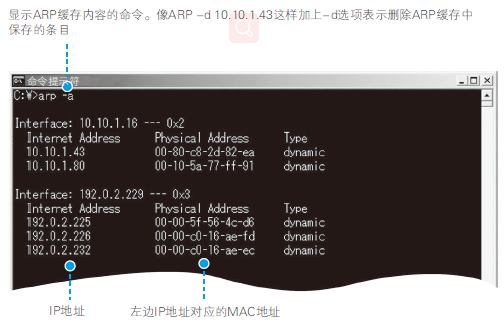 显示ARP缓存内容的命令。像ARP -d 10.10.1.43这样加上-d选项表示删除ARP缓存中
保存的条目
命令提示符
C:¥>arp -a
Interface: 10.10.1.16 --- 0x2
Internet Address Physical Address Type
10.10.1.43 00-80-c8-2d-82-ea dynamic
10.10.1.80 00-10-5a-77-ff-91 dynamic
Interface: 192.0.2.229 --- 0x3
Internet Address Physical Address Type
192.0.2.225 00-00-5f-56-4c-d6 dynamic
192.0.2.226 00-00-c0-16-ae-fd dynamic
192.0.2.232 00-00-c0-16-ae-ec dynamic
IP地址 左边IP地址对应的MAC地址